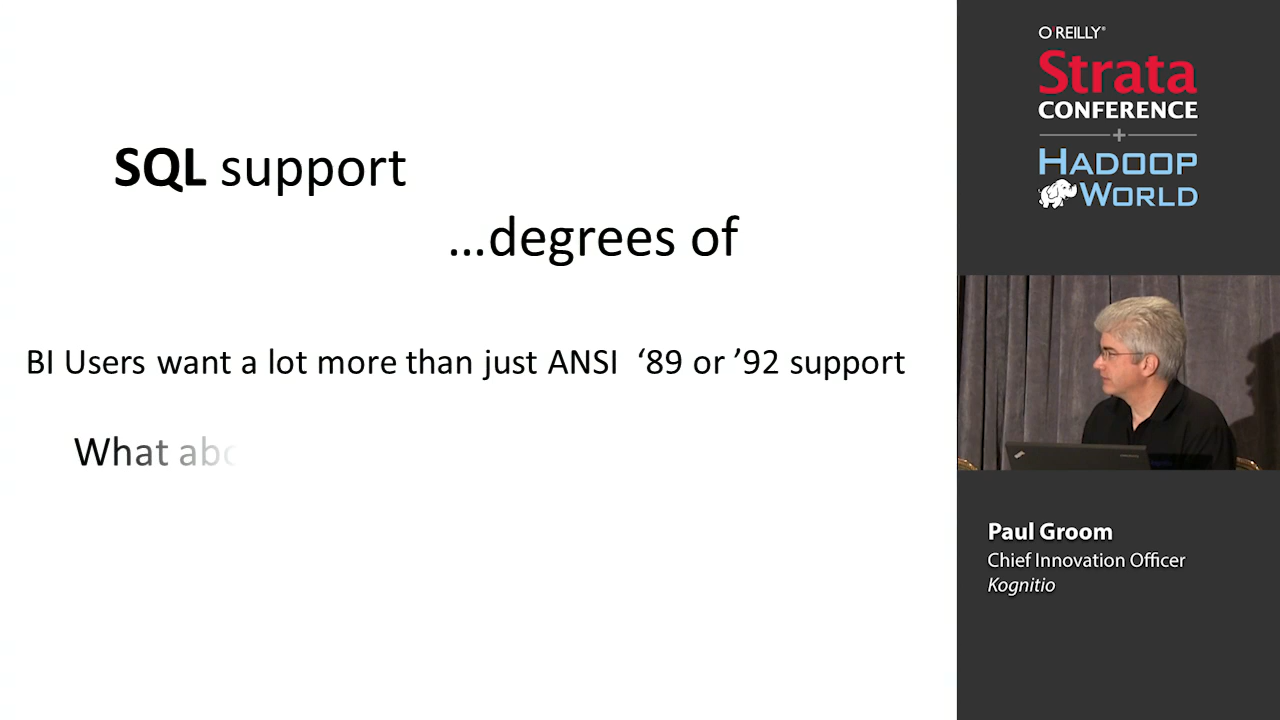 SQL support
...degrees of
BI Users want a lot more than just ANSI ‘89 or ’92 support
What
O'REILLY®
Strata
CONFERENCE
+
HADOOP
WORLD
Paul Groom
Chief Innovation Officer
Kognitio